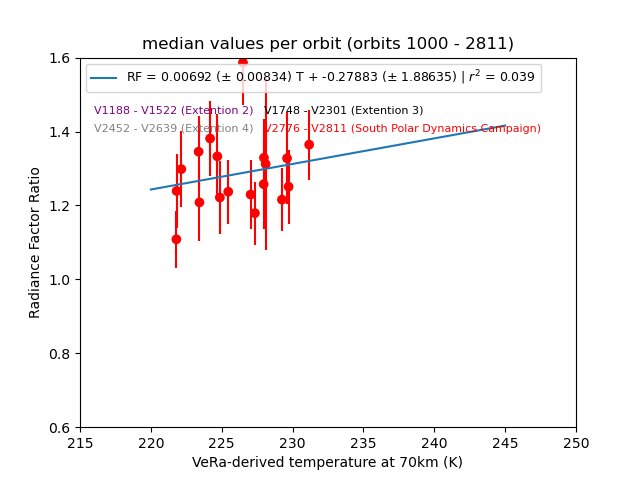 median values per orbit (orbits 1000 - 2811)
RF = 0.00692 (± 0.00834) T + -0.27883 (± 1.88635) | r² = 0.039
V1188 - V1522 (Extention 2) V1748 - V2301 (Extention 3)
V2452 - V2639 (Extention 4) V2776 - V2811 (South Polar Dynamics Campaign)
1.6
1.4
1.2
1.0
0.8
0.6
Radiance Factor Ratio
215 220 225 230 235 240 245 250
VeRa-derived temperature at 70km (K)